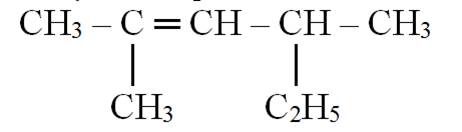 CH₃ – C = CH – CH – CH₃
CH₃ C₂H₅